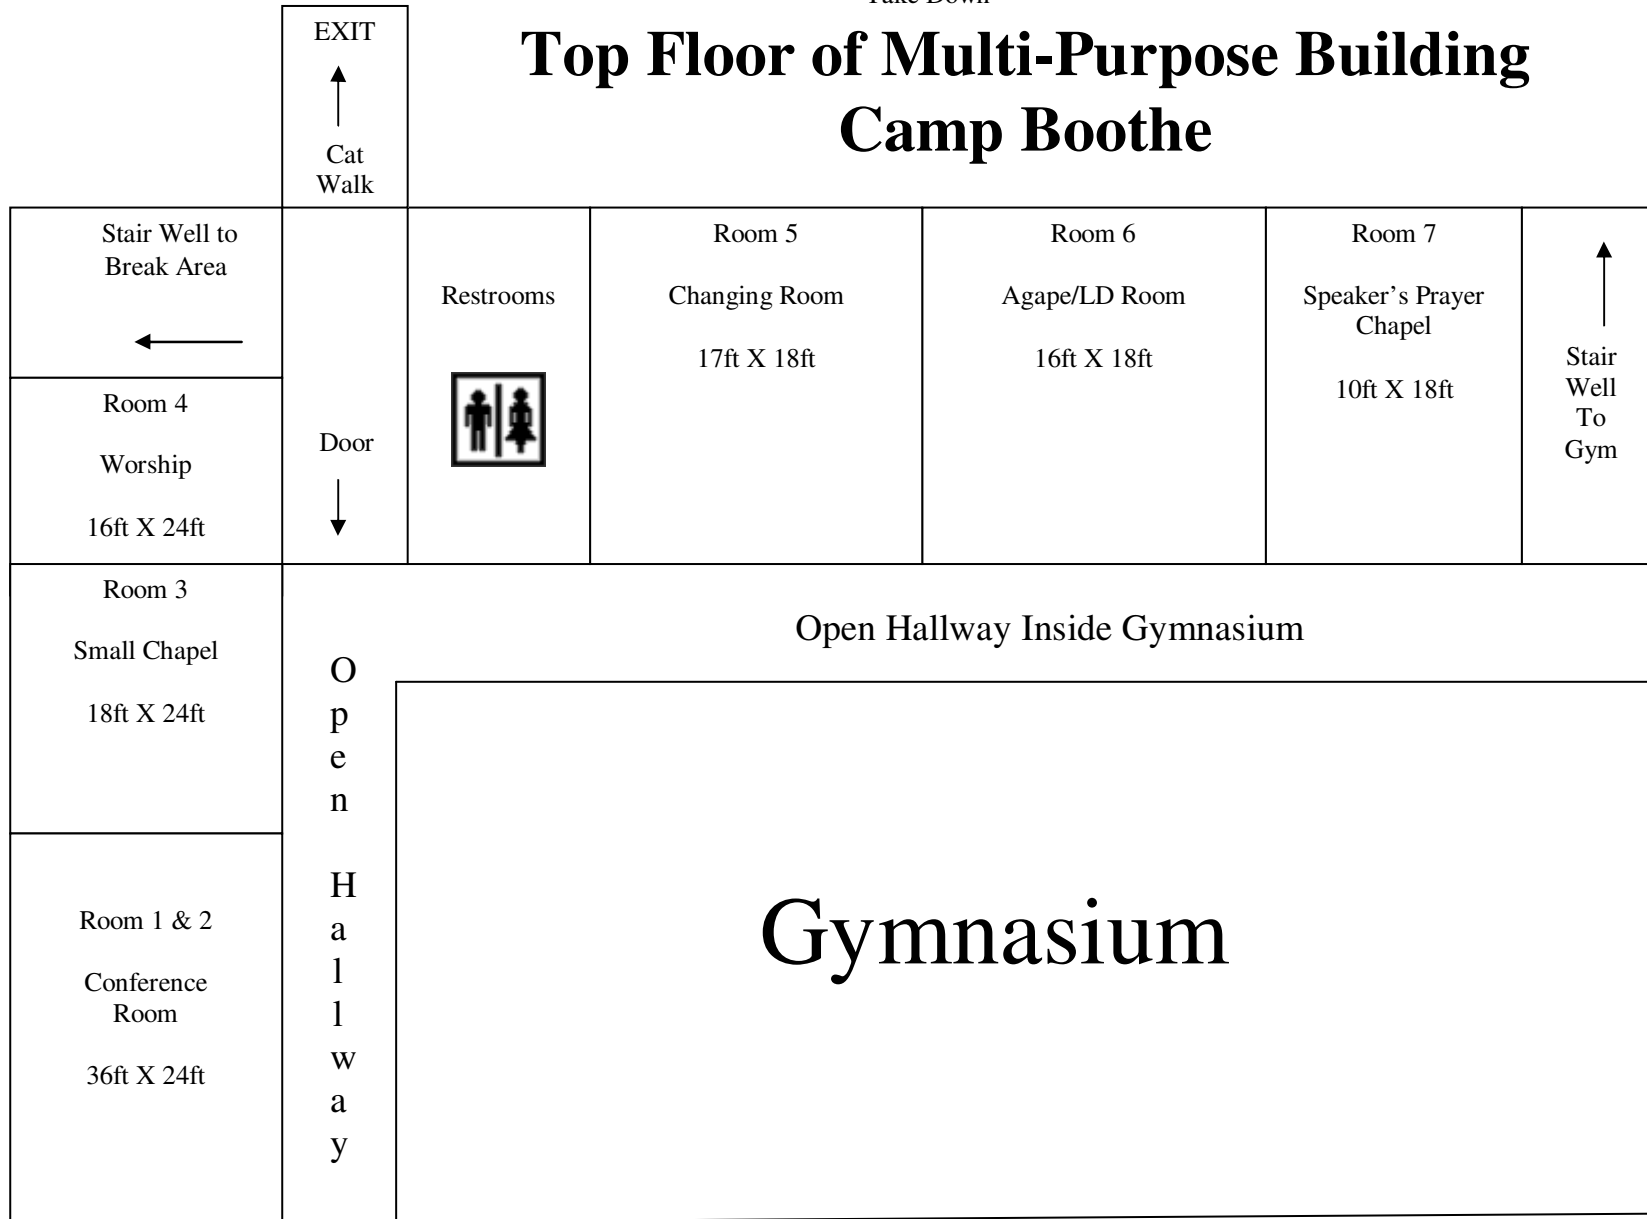 Take Down
Top Floor of Multi-Purpose Building
Camp Boothe
EXIT
Cat
Walk
Stair Well to
Break Area
Door
Restrooms
Room 5
Changing Room
17ft X 18ft
Room 6
Agape/LD Room
16ft X 18ft
Room 7
Speaker’s Prayer
Chapel
10ft X 18ft
Stair
Well
To
Gym
Room 4
Worship
16ft X 24ft
Room 3
Small Chapel
18ft X 24ft
Room 1 & 2
Conference
Room
36ft X 24ft
Open Hallway
Open Hallway Inside Gymnasium
Gymnasium